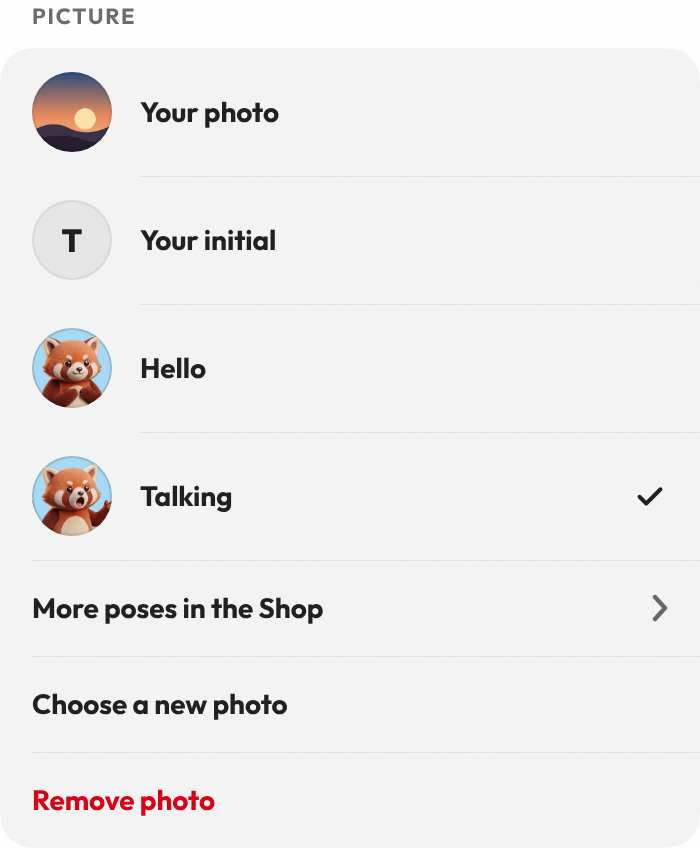 PICTURE
Your photo
T
Your initial
Hello
Talking
More poses in the Shop
Choose a new photo
Remove photo